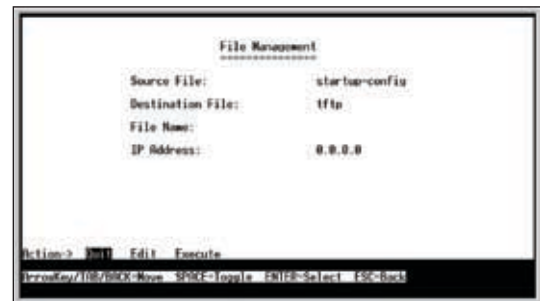 File Management
Source File: startup-config
Destination File: tftp
File Name:
IP Address: 0.0.0.0
Action-> Quit Edit Execute
ArrowKey/TAB/BACK-Move SPACE-Toggle ENTER-Select ESC-Back